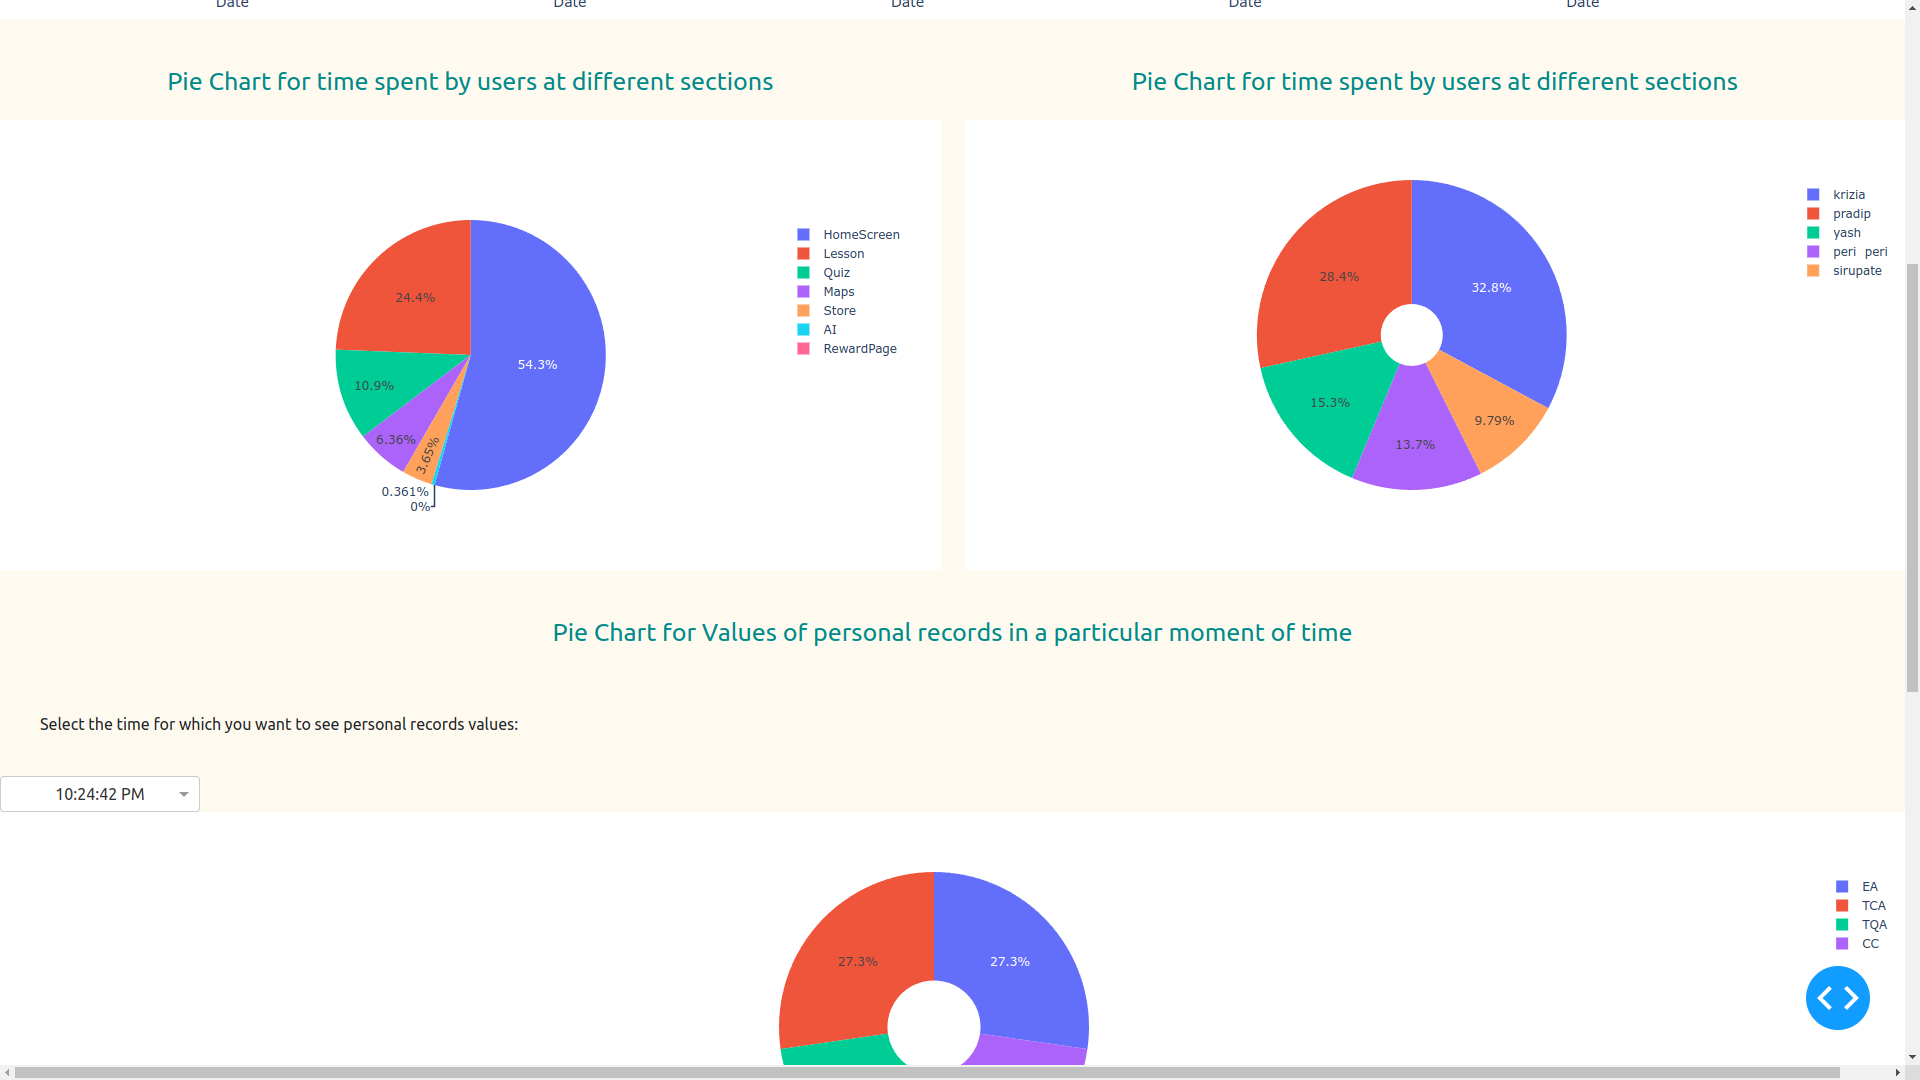 Date Date Date Date Date
Pie Chart for time spent by users at different sections
24.4%
54.3%
10.9%
6.36%
3.65%
0.361%
0%
HomeScreen
Lesson
Quiz
Maps
Store
AI
RewardPage
Pie Chart for time spent by users at different sections
28.4%
32.8%
15.3%
9.79%
13.7%
krizia
pradip
yash
peri peri
sirupate
Pie Chart for Values of personal records in a particular moment of time
Select the time for which you want to see personal records values:
10:24:42 PM
27.3%
27.3%
EA
TCA
TQA
CC